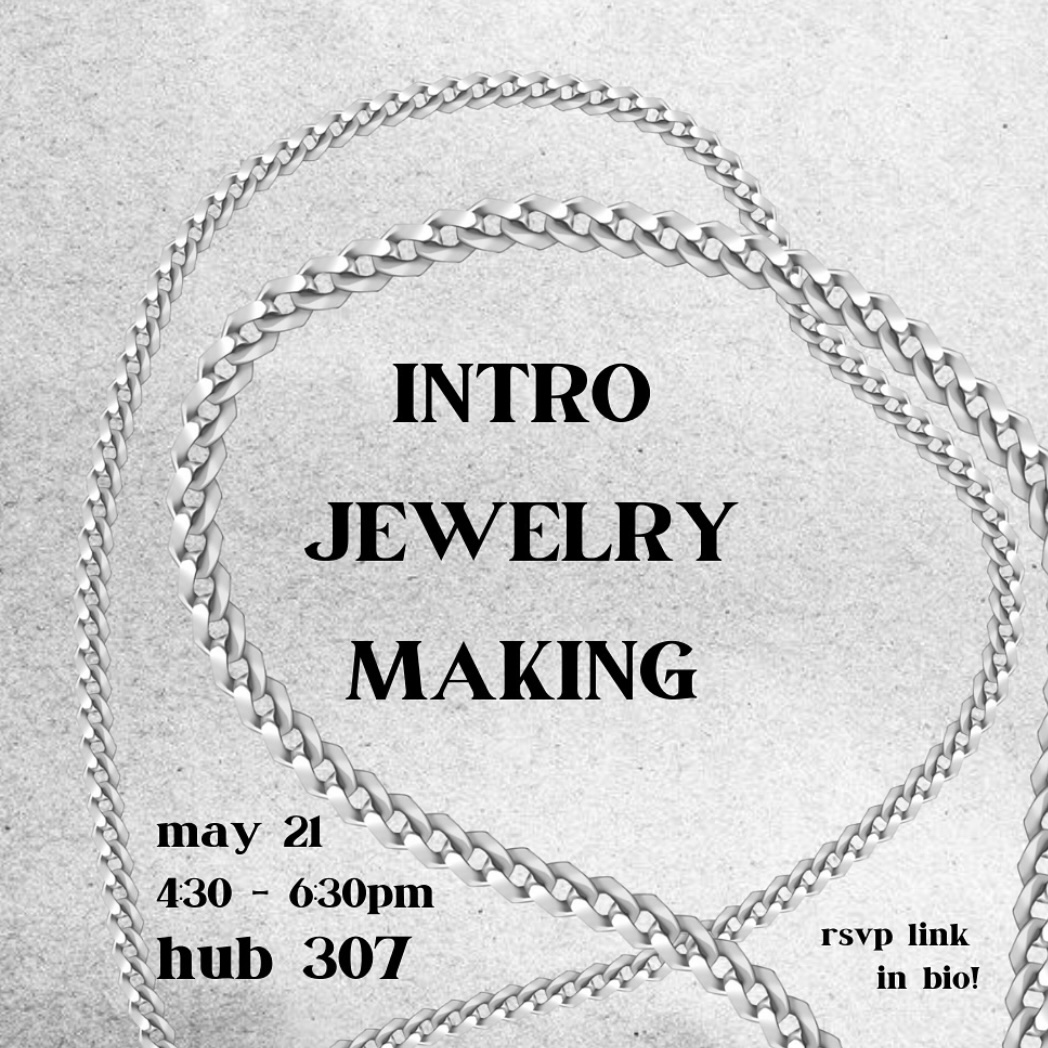 INTRO
JEWELRY
MAKING
may 21
4:30 - 6:30pm
hub 307
rsvp link
in bio!